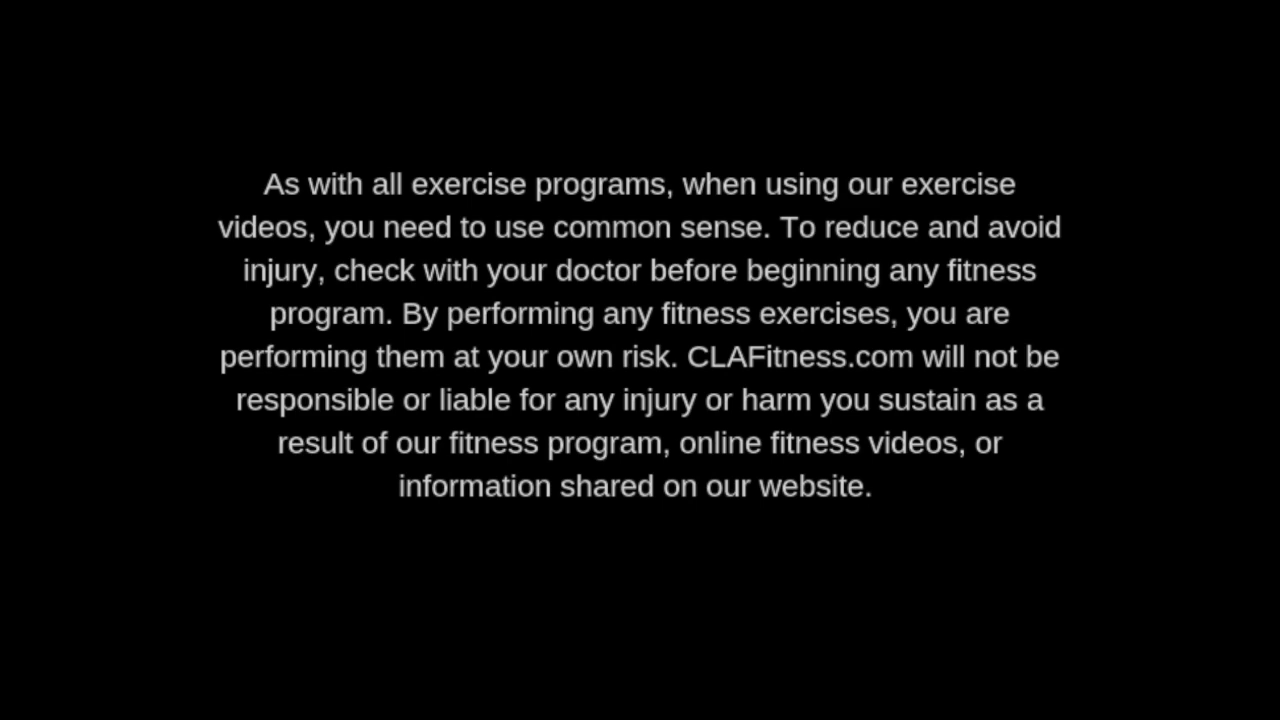 As with all exercise programs, when using our exercise
videos, you need to use common sense. To reduce and avoid
injury, check with your doctor before beginning any fitness
program. By performing any fitness exercises, you are
performing them at your own risk. CLAFitness.com will not be
responsible or liable for any injury or harm you sustain as a
result of our fitness program, online fitness videos, or
information shared on our website.